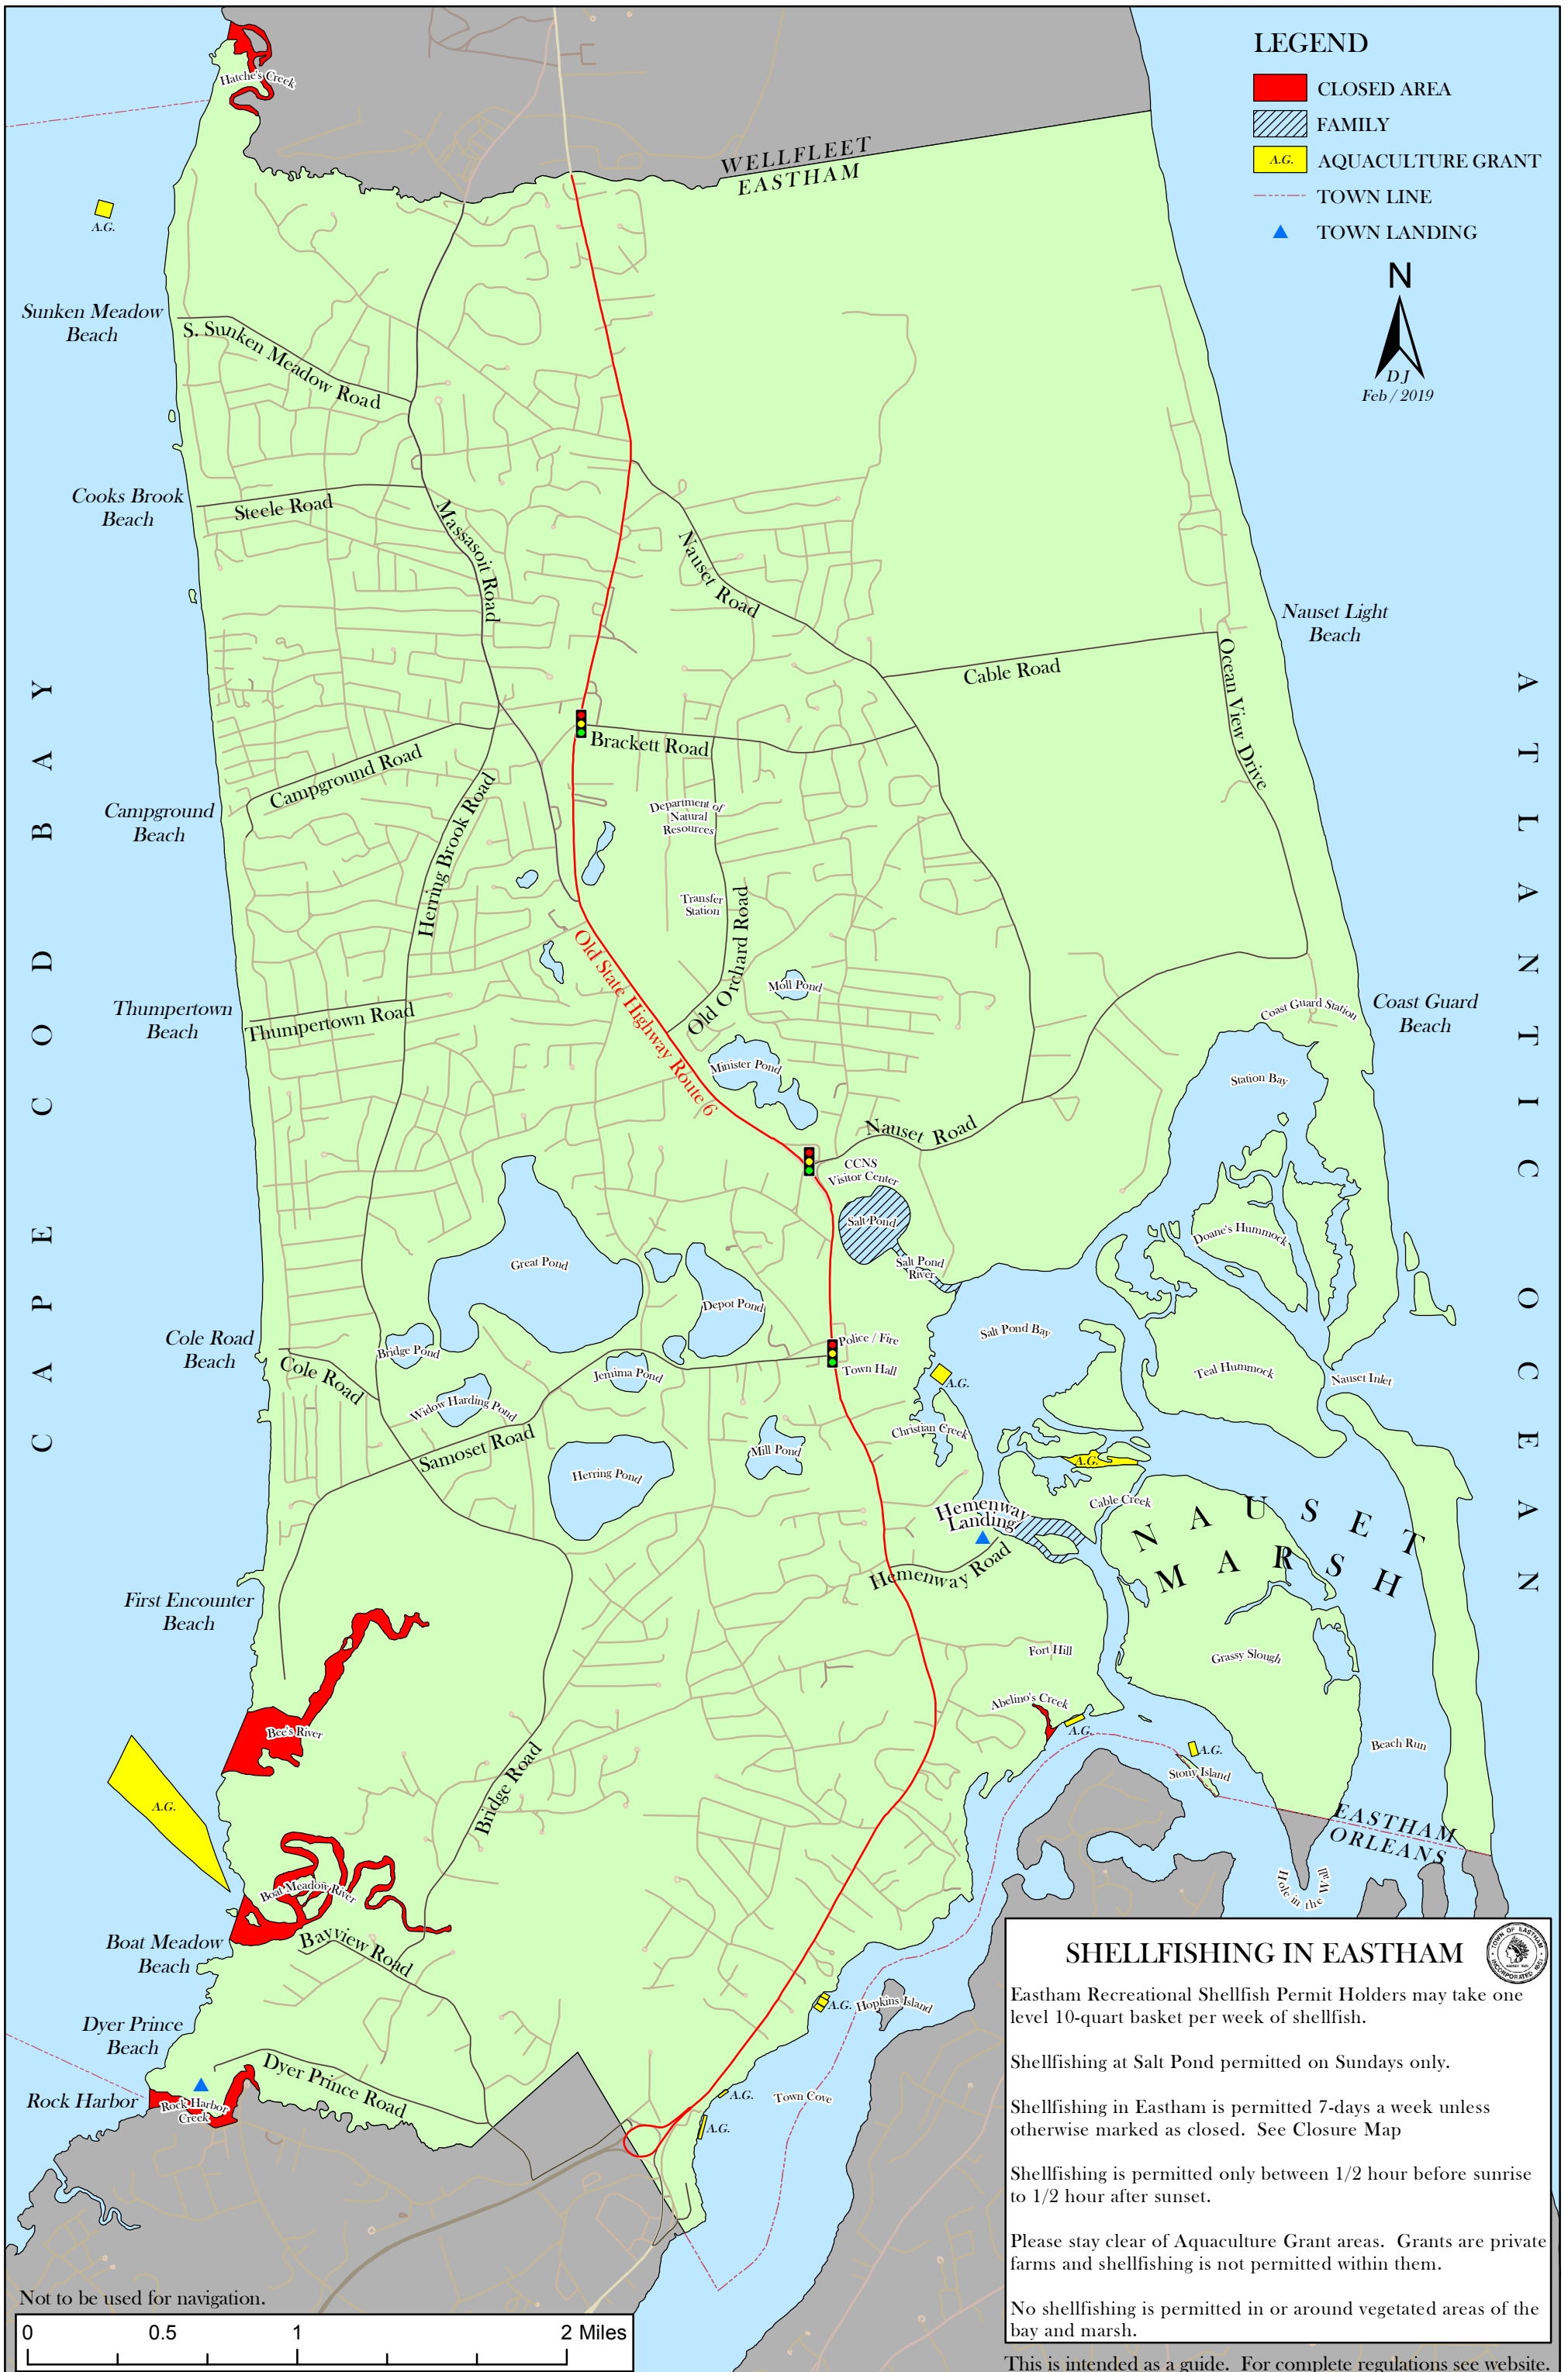 LEGEND
CLOSED AREA
FAMILY
A.G.
AQUACULTURE GRANT
TOWN LINE
TOWN LANDING
N
DJ
Feb / 2019
Hatche's Creek
WELLFLEET
EASTHAM
A.G.
Sunken Meadow
Beach
S. Sunken Meadow Road
Cooks Brook
Beach
Steele Road
Massasoit Road
Nauset Road
Nauset Light
Beach
Cable Road
Ocean View Drive
CAPE COD BAY
ATLANTIC OCEAN
Brackett Road
Campground Road
Campground
Beach
Herring Brook Road
Department of
Natural
Resources
Transfer
Station
Old Orchard Road
Old State Highway Route 6
Moll Pond
Thumpertown
Beach
Thumpertown Road
Coast Guard Station
Coast Guard
Beach
Minister Pond
Station Bay
Nauset Road
CCNS
Visitor Center
Salt Pond
Salt Pond
River
Doane's Hummock
Great Pond
Depot Pond
Salt Pond Bay
Cole Road
Beach
Cole Road
Bridge Pond
Police / Fire
Town Hall
Jemima Pond
Teal Hummock
Nauset Inlet
A.G.
Widow Harding Pond
Christian Creek
Samoset Road
Mill Pond
Herring Pond
A.G.
Cable Creek
Hemenway
Landing
NAUSET
MARSH
Hemenway Road
First Encounter
Beach
Fort Hill
Grassy Slough
Abelino's Creek
A.G.
Bee's River
Beach Run
A.G.
Stony Island
Bridge Road
A.G.
EASTHAM
ORLEANS
Hole in the Wall
Boat Meadow River
Boat Meadow
Beach
Bayview Road
A.G.
Hopkins Island
Dyer Prince
Beach
Dyer Prince Road
Rock Harbor
Rock Harbor
Creek
A.G.
Town Cove
A.G.
SHELLFISHING IN EASTHAM
TOWN OF EASTHAM
INCORPORATED 1651
Eastham Recreational Shellfish Permit Holders may take one
level 10-quart basket per week of shellfish.
Shellfishing at Salt Pond permitted on Sundays only.
Shellfishing in Eastham is permitted 7-days a week unless
otherwise marked as closed. See Closure Map
Shellfishing is permitted only between 1/2 hour before sunrise
to 1/2 hour after sunset.
Please stay clear of Aquaculture Grant areas. Grants are private
farms and shellfishing is not permitted within them.
No shellfishing is permitted in or around vegetated areas of the
bay and marsh.
This is intended as a guide. For complete regulations see website.
Not to be used for navigation.
0 0.5 1 2 Miles